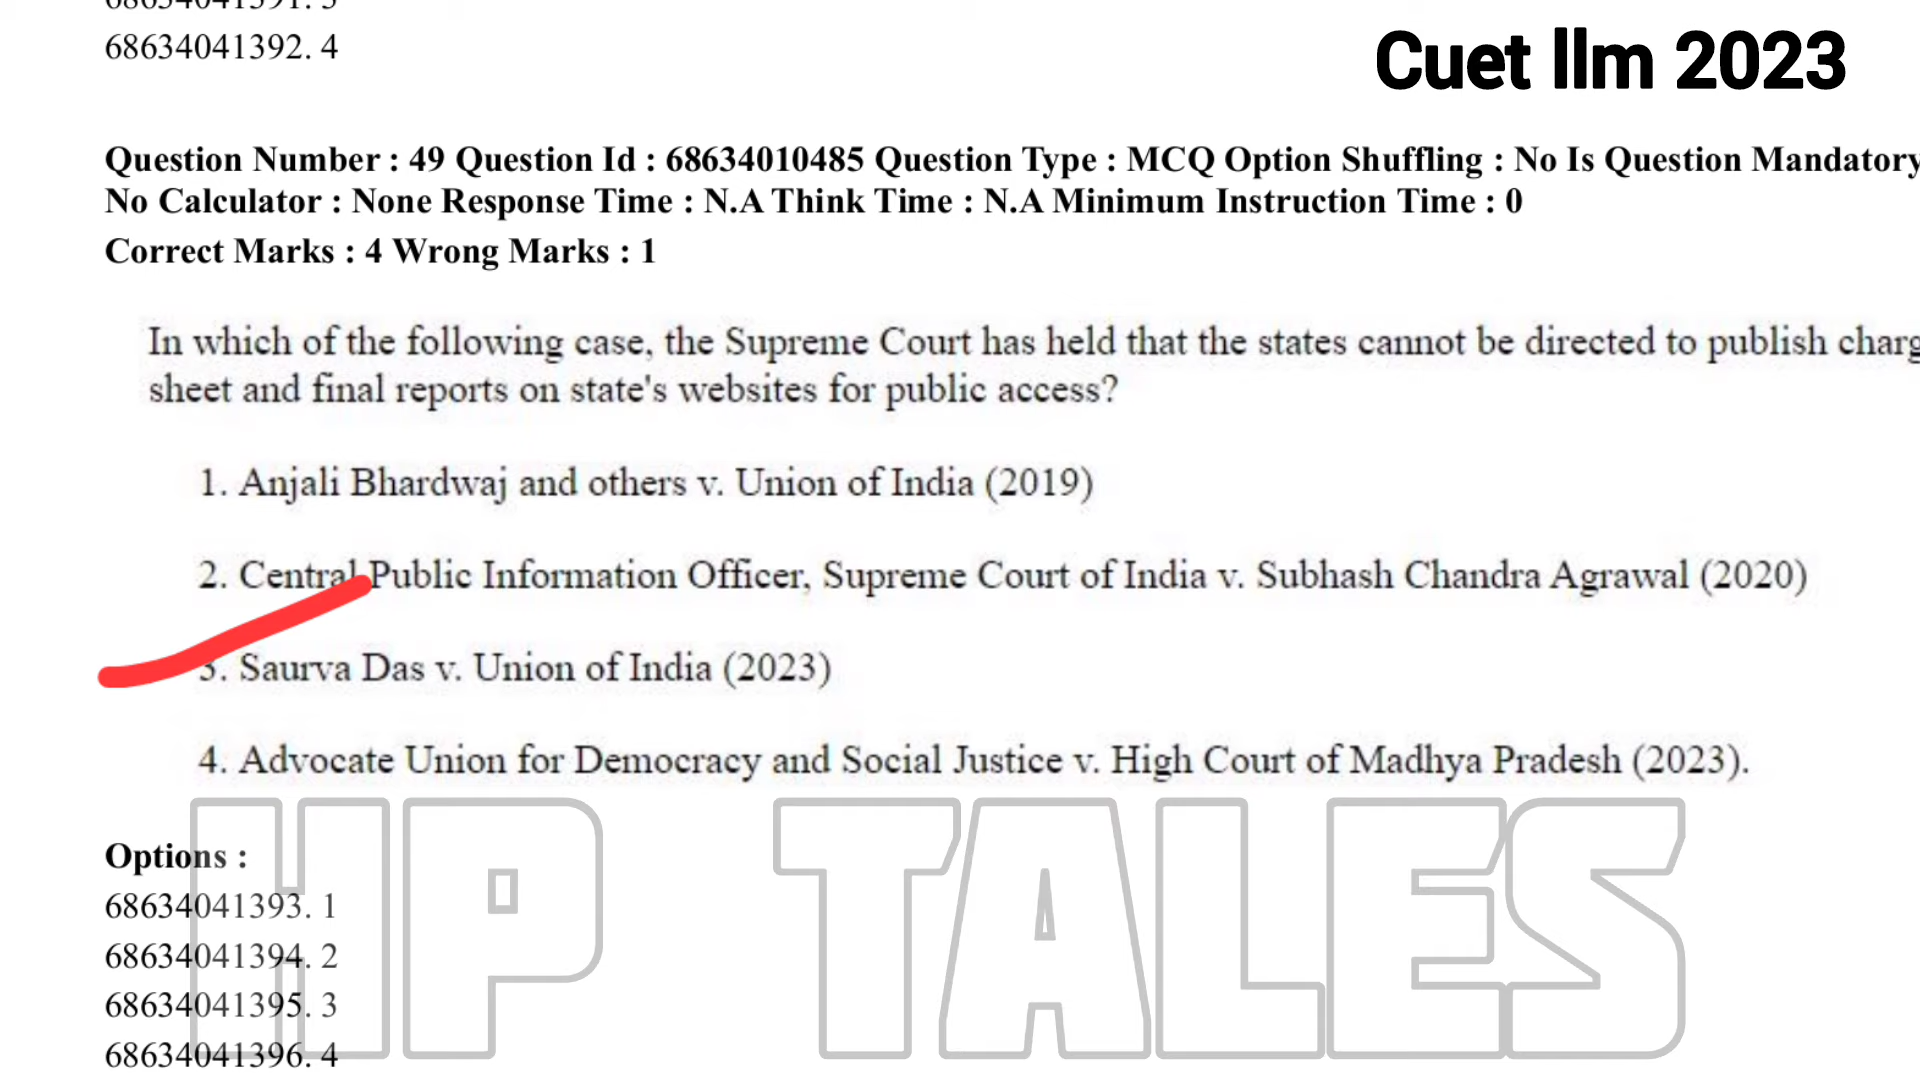 68634041391. 3
68634041392. 4
Cuet llm 2023
Question Number : 49 Question Id : 68634010485 Question Type : MCQ Option Shuffling : No Is Question Mandatory
No Calculator : None Response Time : N.A Think Time : N.A Minimum Instruction Time : 0
Correct Marks : 4 Wrong Marks : 1
In which of the following case, the Supreme Court has held that the states cannot be directed to publish charg
sheet and final reports on state's websites for public access?
1. Anjali Bhardwaj and others v. Union of India (2019)
2. Central Public Information Officer, Supreme Court of India v. Subhash Chandra Agrawal (2020)
3. Saurva Das v. Union of India (2023)
4. Advocate Union for Democracy and Social Justice v. High Court of Madhya Pradesh (2023).
HP TALES
Options :
68634041393. 1
68634041394. 2
68634041395. 3
68634041396. 4